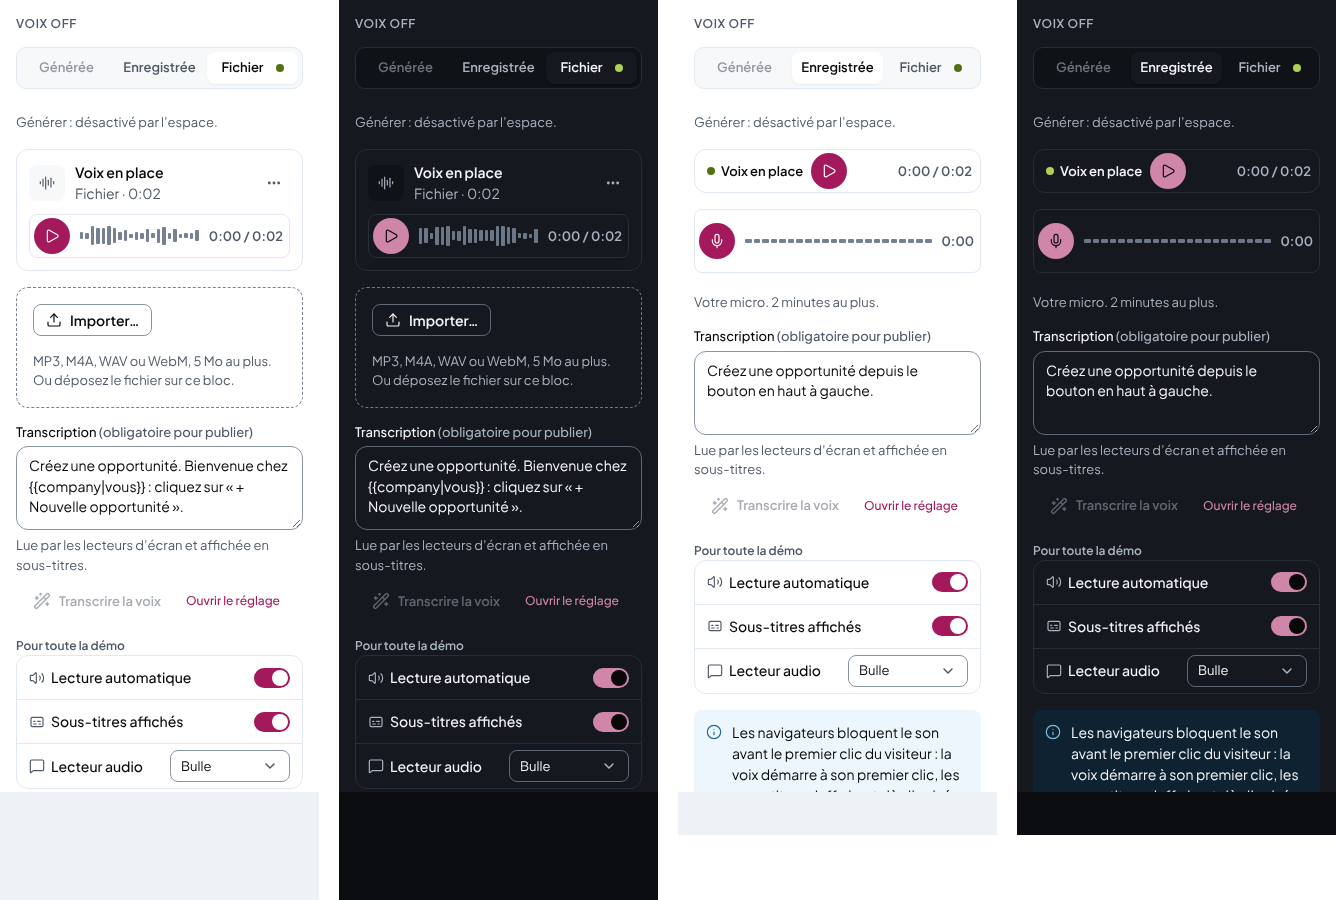 VOIX OFF
Générée Enregistrée Fichier
Générer : désactivé par l'espace.
Voix en place
Fichier · 0:02
0:00 / 0:02
Importer...
MP3, M4A, WAV ou WebM, 5 Mo au plus.
Ou déposez le fichier sur ce bloc.
Transcription (obligatoire pour publier)
Créez une opportunité. Bienvenue chez
{{company|vous}} : cliquez sur « +
Nouvelle opportunité ».
Lue par les lecteurs d'écran et affichée en
sous-titres.
Transcrire la voix Ouvrir le réglage
Pour toute la démo
Lecture automatique
Sous-titres affichés
Lecteur audio Bulle
VOIX OFF
Générée Enregistrée Fichier
Générer : désactivé par l'espace.
Voix en place
Fichier · 0:02
0:00 / 0:02
Importer...
MP3, M4A, WAV ou WebM, 5 Mo au plus.
Ou déposez le fichier sur ce bloc.
Transcription (obligatoire pour publier)
Créez une opportunité. Bienvenue chez
{{company|vous}} : cliquez sur « +
Nouvelle opportunité ».
Lue par les lecteurs d'écran et affichée en
sous-titres.
Transcrire la voix Ouvrir le réglage
Pour toute la démo
Lecture automatique
Sous-titres affichés
Lecteur audio Bulle
VOIX OFF
Générée Enregistrée Fichier
Générer : désactivé par l'espace.
Voix en place 0:00 / 0:02
0:00
Votre micro. 2 minutes au plus.
Transcription (obligatoire pour publier)
Créez une opportunité depuis le
bouton en haut à gauche.
Lue par les lecteurs d'écran et affichée en
sous-titres.
Transcrire la voix Ouvrir le réglage
Pour toute la démo
Lecture automatique
Sous-titres affichés
Lecteur audio Bulle
Les navigateurs bloquent le son
avant le premier clic du visiteur : la
voix démarre à son premier clic, les
VOIX OFF
Générée Enregistrée Fichier
Générer : désactivé par l'espace.
Voix en place 0:00 / 0:02
0:00
Votre micro. 2 minutes au plus.
Transcription (obligatoire pour publier)
Créez une opportunité depuis le
bouton en haut à gauche.
Lue par les lecteurs d'écran et affichée en
sous-titres.
Transcrire la voix Ouvrir le réglage
Pour toute la démo
Lecture automatique
Sous-titres affichés
Lecteur audio Bulle
Les navigateurs bloquent le son
avant le premier clic du visiteur : la
voix démarre à son premier clic, les